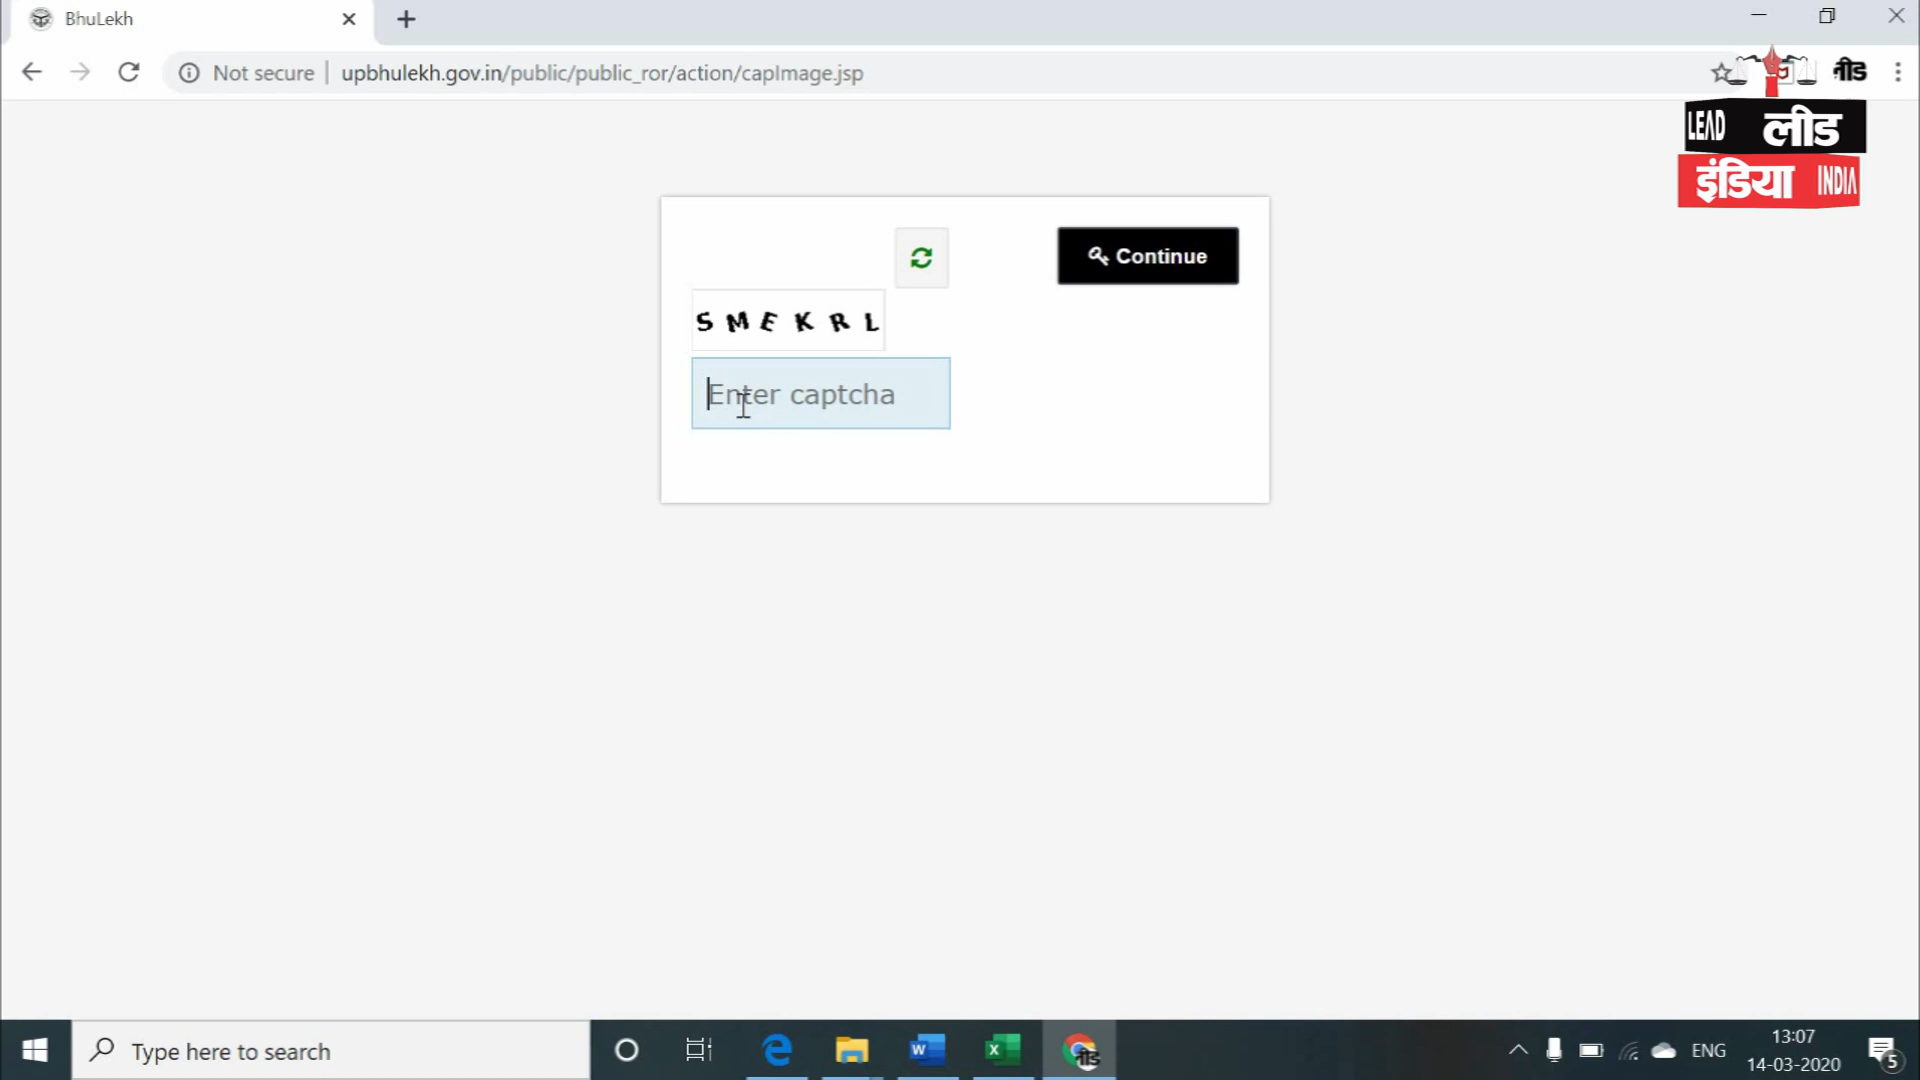 BhuLekh
Not secure | upbhulekh.gov.in/public/public_ror/action/capImage.jsp
लीड
LEAD लीड
इंडिया INDIA
Continue
S M E K R L
Enter captcha
Type here to search
ENG
13:07
14-03-2020
5